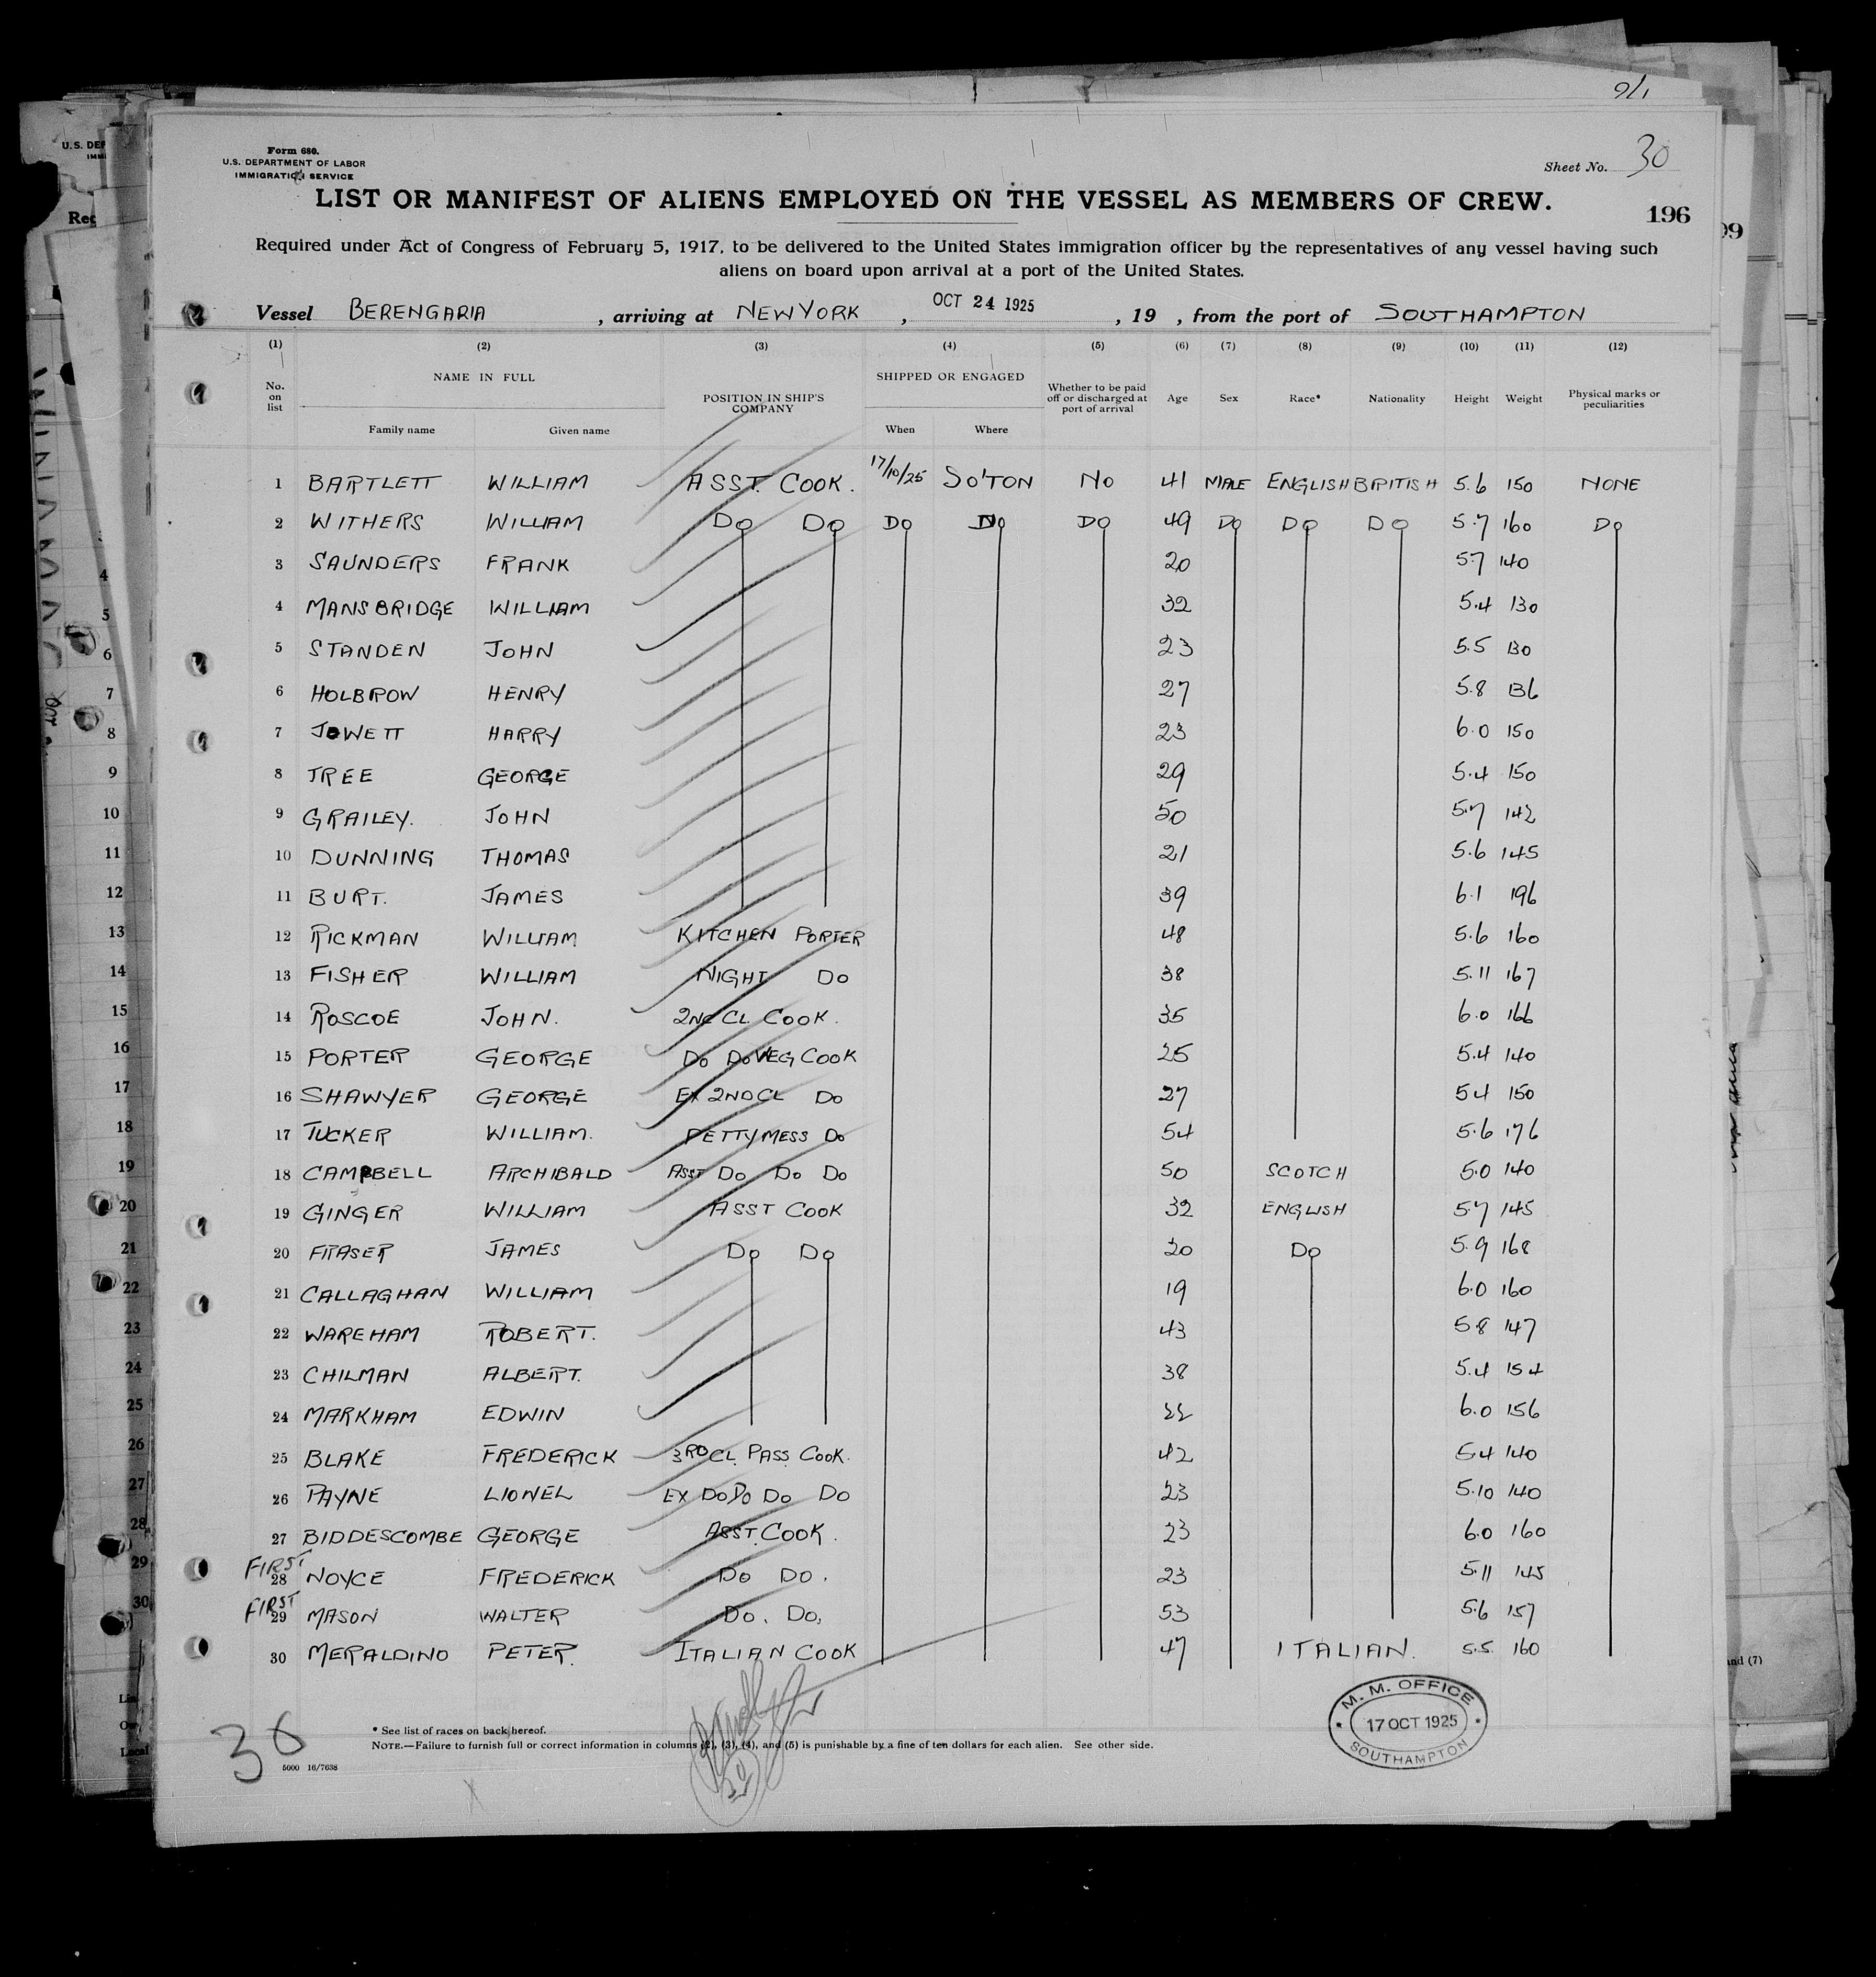 Form 680.
U.S. DEPARTMENT OF LABOR
IMMIGRATION SERVICE
Sheet No. 30
LIST OR MANIFEST OF ALIENS EMPLOYED ON THE VESSEL AS MEMBERS OF CREW.
196
Required under Act of Congress of February 5, 1917, to be delivered to the United States immigration officer by the representatives of any vessel having such
aliens on board upon arrival at a port of the United States.
Vessel BERENGARIA , arriving at NEW YORK , OCT 24 1925 , 19 , from the port of SOUTHAMPTON
(1) (2) (3) (4) (5) (6) (7) (8) (9) (10) (11) (12)
No. on list NAME IN FULL Family name Given name POSITION IN SHIP'S COMPANY SHIPPED OR ENGAGED When Where Whether to be paid off or discharged at port of arrival Age Sex Race* Nationality Height Weight Physical marks or peculiarities
1 BARTLETT WILLIAM ASST. COOK. 17/10/25 SO'TON NO 41 MALE ENGLISH BRITISH 5.6 150 NONE
2 WITHERS WILLIAM DO DO DO DO DO 49 DO DO DO 5.7 160 DO
3 SAUNDERS FRANK 20 5.7 140
4 MANSBRIDGE WILLIAM 32 5.4 130
5 STANDEN JOHN 23 5.5 130
6 HOLBROW HENRY 27 5.8 136
7 JOWETT HARRY 23 6.0 150
8 TREE GEORGE 29 5.4 150
9 GRAILEY. JOHN 50 5.7 142
10 DUNNING THOMAS 21 5.6 145
11 BURT. JAMES 39 6.1 196
12 RICKMAN WILLIAM 48 KITCHEN PORTER 5.6 160
13 FISHER WILLIAM NIGHT DO 38 5.11 167
14 ROSCOE JOHN. 2ND CL. COOK. 35 6.0 166
15 PORTER GEORGE DO DO VEG COOK 25 5.4 140
16 SHAWYER GEORGE EX 2ND CL DO 27 5.4 150
17 TUCKER WILLIAM. PETTY MESS DO 54 5.6 176
18 CAMPBELL ARCHIBALD ASST DO DO DO 50 SCOTCH 5.0 140
19 GINGER WILLIAM ASST COOK 32 ENGLISH 5.7 145
20 FRASER JAMES DO DO 20 DO 5.9 168
21 CALLAGHAN WILLIAM 19 6.0 160
22 WAREHAM ROBERT. 43 5.8 147
23 CHILMAN ALBERT. 38 5.4 154
24 MARKHAM EDWIN 22 6.0 156
25 BLAKE FREDERICK 3RD CL. PASS. COOK. 42 5.4 140
26 PAYNE LIONEL EX DO DO DO DO 23 5.10 140
27 BIDDESCOMBE GEORGE ASST. COOK. 23 6.0 160
FIRST 28 NOYCE FREDERICK DO DO. 23 5.11 145
FIRST 29 MASON WALTER DO. DO, 53 5.6 157
30 MERALDINO PETER. ITALIAN COOK 47 ITALIAN. 5.5 160
M. M. OFFICE
17 OCT 1925
SOUTHAMPTON
30
* See list of races on back hereof.
NOTE.—Failure to furnish full or correct information in columns (2), (3), (4), and (5) is punishable by a fine of ten dollars for each alien. See other side.
5000 16/7638